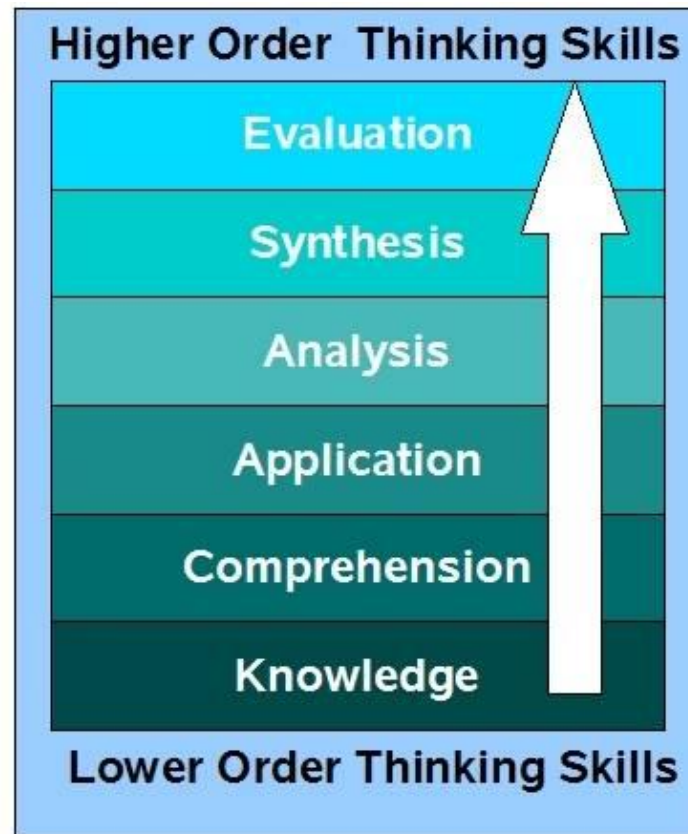 Higher Order Thinking Skills
Evaluation
Synthesis
Analysis
Application
Comprehension
Knowledge
Lower Order Thinking Skills